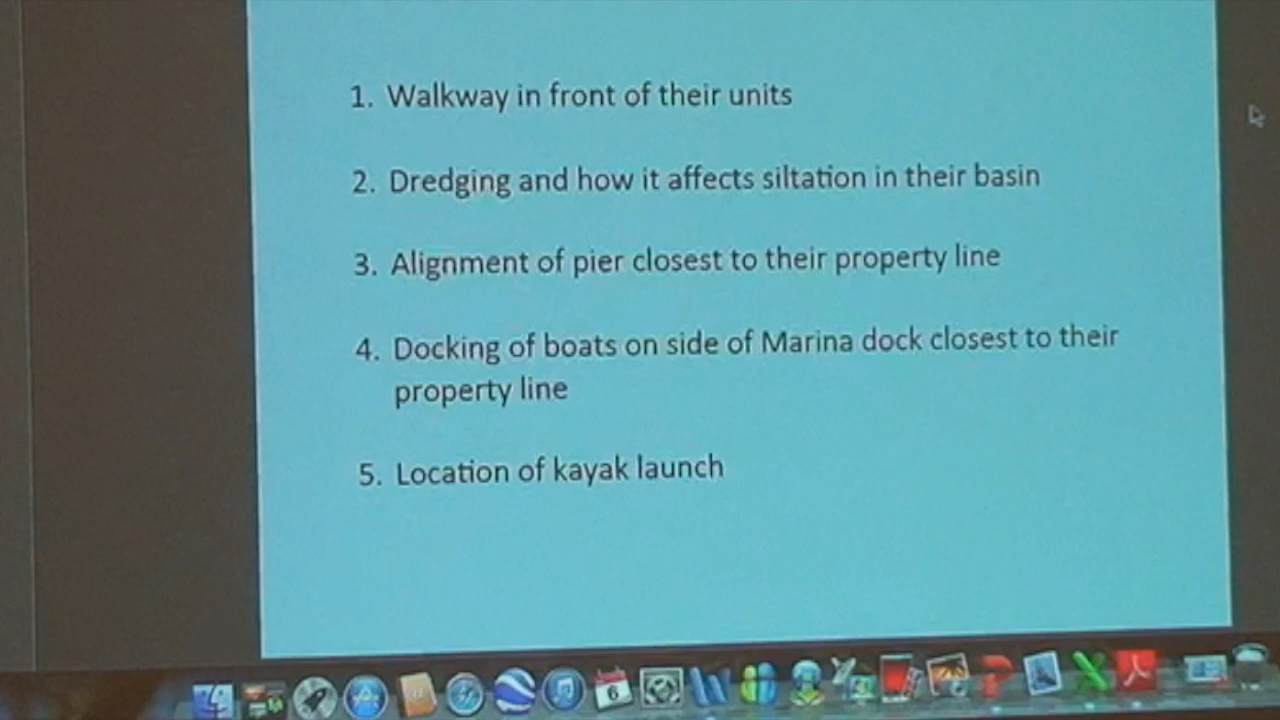 1. Walkway in front of their units
2. Dredging and how it affects siltation in their basin
3. Alignment of pier closest to their property line
4. Docking of boats on side of Marina dock closest to their
property line
5. Location of kayak launch
6